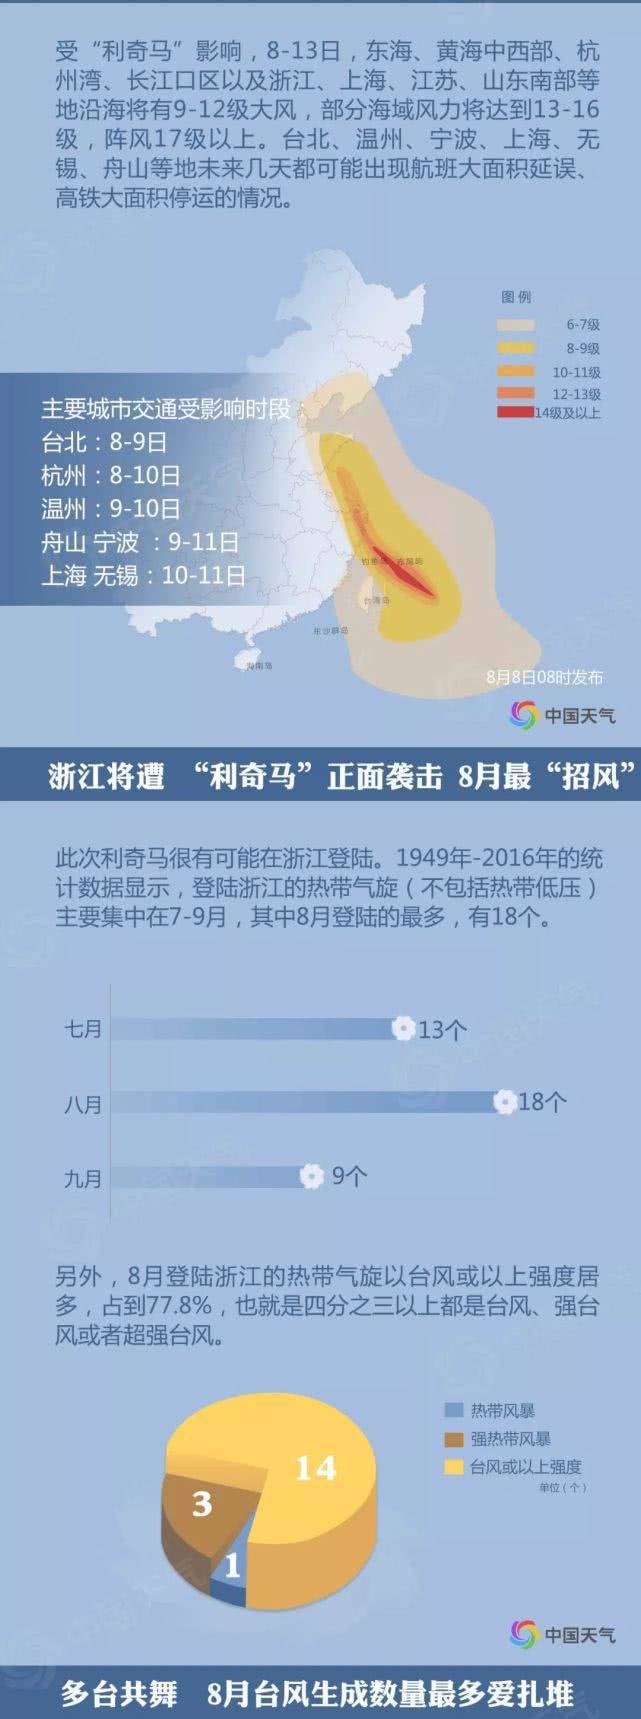 受“利奇马”影响，8-13日，东海、黄海中西部、杭
州湾、长江口区以及浙江、上海、江苏、山东南部等
地沿海将有9-12级大风，部分海域风力将达到13-16
级，阵风17级以上。台北、温州、宁波、上海、无
锡、舟山等地未来几天都可能出现航班大面积延误、
高铁大面积停运的情况。
图例
6-7级
8-9级
10-11级
12-13级
14级及以上
主要城市交通受影响时段：
台北：8-9日
杭州：8-10日
温州：9-10日
舟山 宁波 ：9-11日
上海 无锡：10-11日
钓鱼岛 赤尾屿
台湾岛
东沙群岛
海南岛
8月8日08时发布
中国天气
浙江将遭 “利奇马”正面袭击 8月最“招风”
此次利奇马很有可能在浙江登陆。1949年-2016年的统
计数据显示，登陆浙江的热带气旋（不包括热带低压）
主要集中在7-9月，其中8月登陆的最多，有18个。
七月 13个
八月 18个
九月 9个
另外，8月登陆浙江的热带气旋以台风或以上强度居
多，占到77.8%，也就是四分之三以上都是台风、强台
风或者超强台风。
14
3
1
热带风暴
强热带风暴
台风或以上强度
单位（个）
中国天气
多台共舞 8月台风生成数量最多爱扎堆